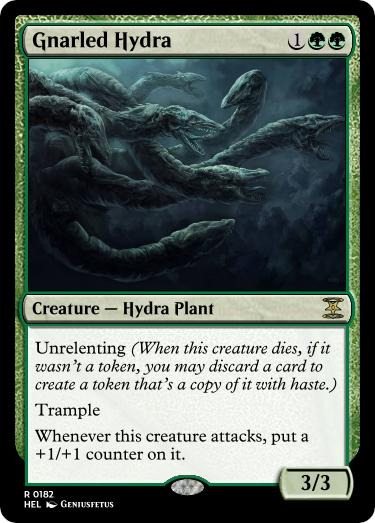 Gnarled Hydra 1
Creature — Hydra Plant
Unrelenting (When this creature dies, if it
wasn't a token, you may discard a card to
create a token that's a copy of it with haste.)
Trample
Whenever this creature attacks, put a
+1/+1 counter on it.
3/3
R 0182
HEL GENIUSFETUS